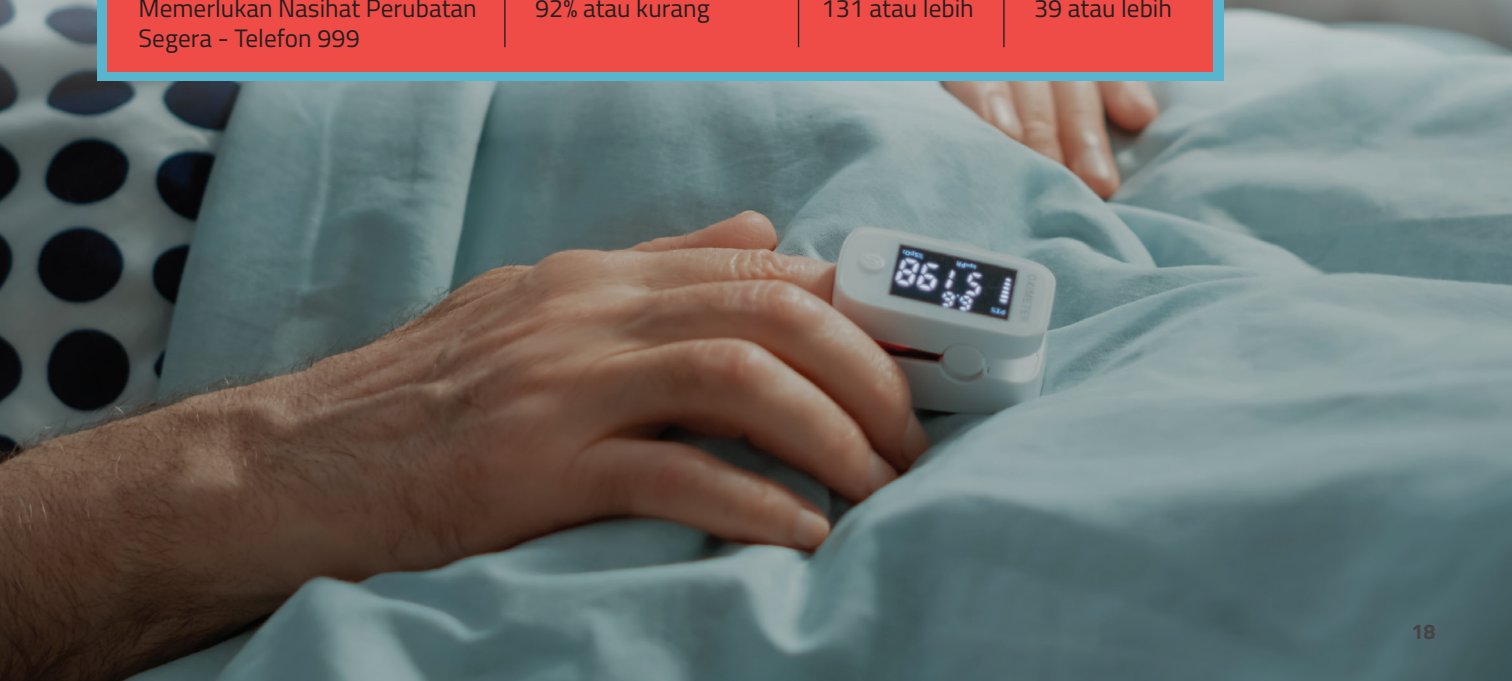 Memerlukan Nasihat Perubatan
Segera - Telefon 999
92% atau kurang
131 atau lebih
39 atau lebih
18